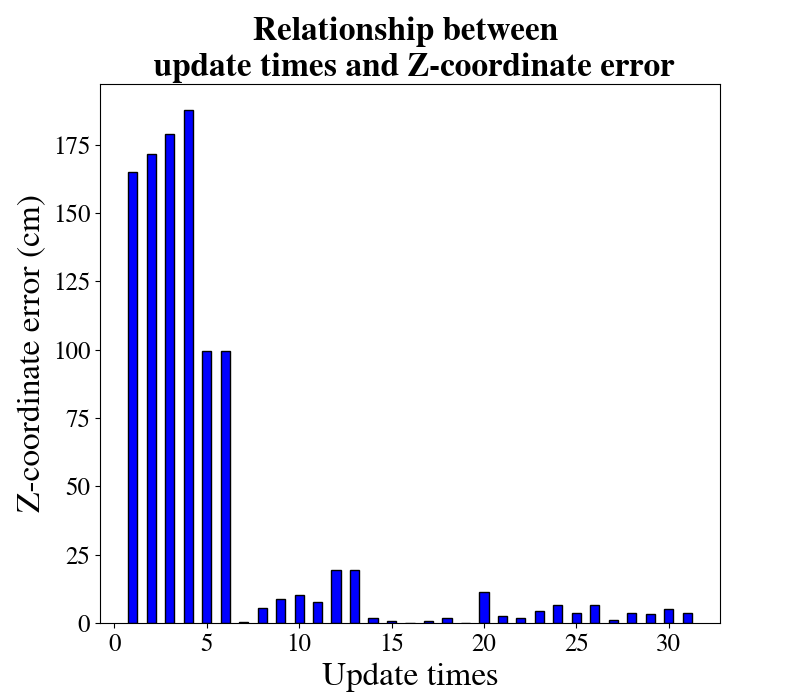 Relationship between
update times and Z-coordinate error
Z-coordinate error (cm)
175
150
125
100
75
50
25
0
0 5 10 15 20 25 30
Update times